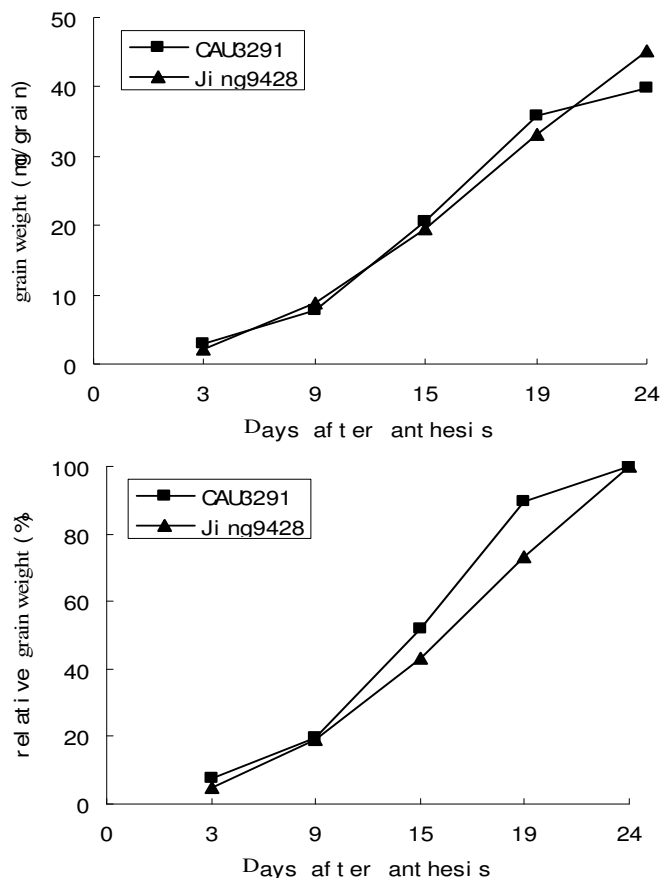 50
40
30
20
10
0
grain weight (mg/grain)
CAU3291
Jing9428
0 3 9 15 19 24
Days after anthesis
100
80
60
40
20
0
relative grain weight (%)
CAU3291
Jing9428
0 3 9 15 19 24
Days after anthesis